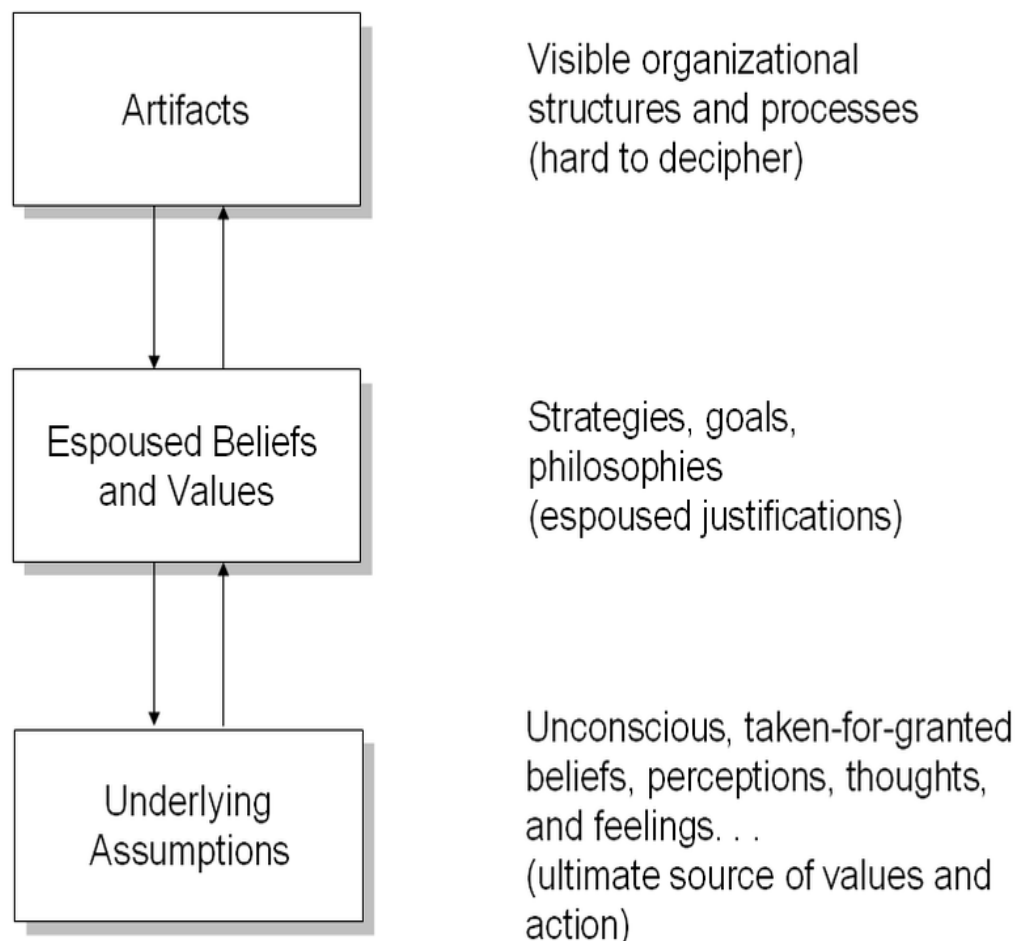 Artifacts
Visible organizational
structures and processes
(hard to decipher)
Espoused Beliefs
and Values
Strategies, goals,
philosophies
(espoused justifications)
Underlying
Assumptions
Unconscious, taken-for-granted
beliefs, perceptions, thoughts,
and feelings. . .
(ultimate source of values and
action)